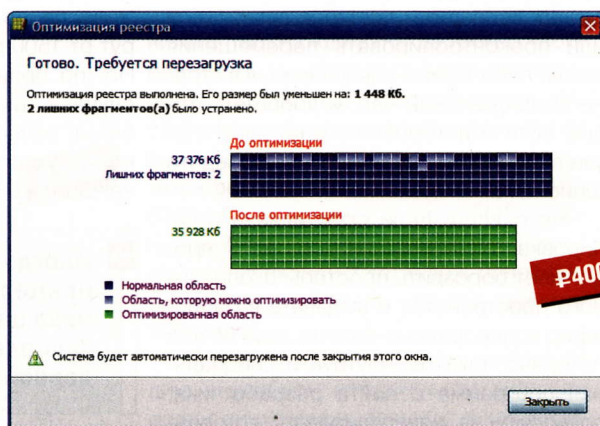 Оптимизация реестра
Готово. Требуется перезагрузка
Оптимизация реестра выполнена. Его размер был уменьшен на: 1 448 Кб.
2 лишних фрагментов(а) было устранено.
До оптимизации
37 376 Кб
Лишних фрагментов: 2
После оптимизации
35 928 Кб
₽400
Нормальная область
Область, которую можно оптимизировать
Оптимизированная область
Система будет автоматически перезагружена после закрытия этого окна.
Закрыть